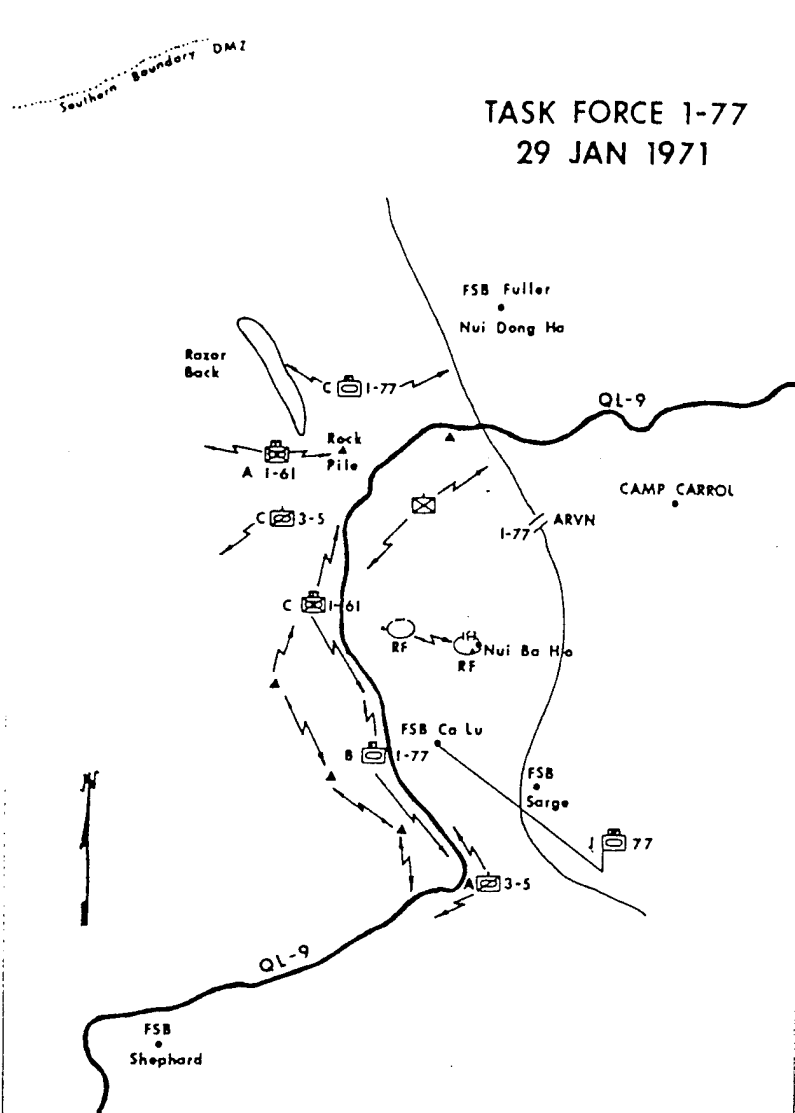 Southern Boundary DMZ
TASK FORCE 1-77
29 JAN 1971
FSB Fuller
Nui Dong Ha
Razor
Back
C 1-77
QL-9
Rock
Pile
A 1-61
CAMP CARROL
C 3-5
1-77 ARVN
C 1-61
RF
RF
Nui Ba Ho
FSB Ca Lu
B 1-77
FSB
Sarge
1 77
A 3-5
N
QL-9
FSB
Shephard